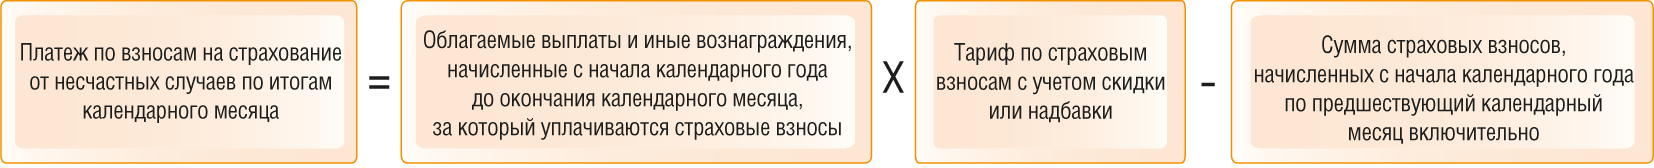 Платеж по взносам на страхование
от несчастных случаев по итогам
календарного месяца
=
Облагаемые выплаты и иные вознаграждения,
начисленные с начала календарного года
до окончания календарного месяца,
за который уплачиваются страховые взносы
X
Тариф по страховым
взносам с учетом скидки
или надбавки
-
Сумма страховых взносов,
начисленных с начала календарного года
по предшествующий календарный
месяц включительно